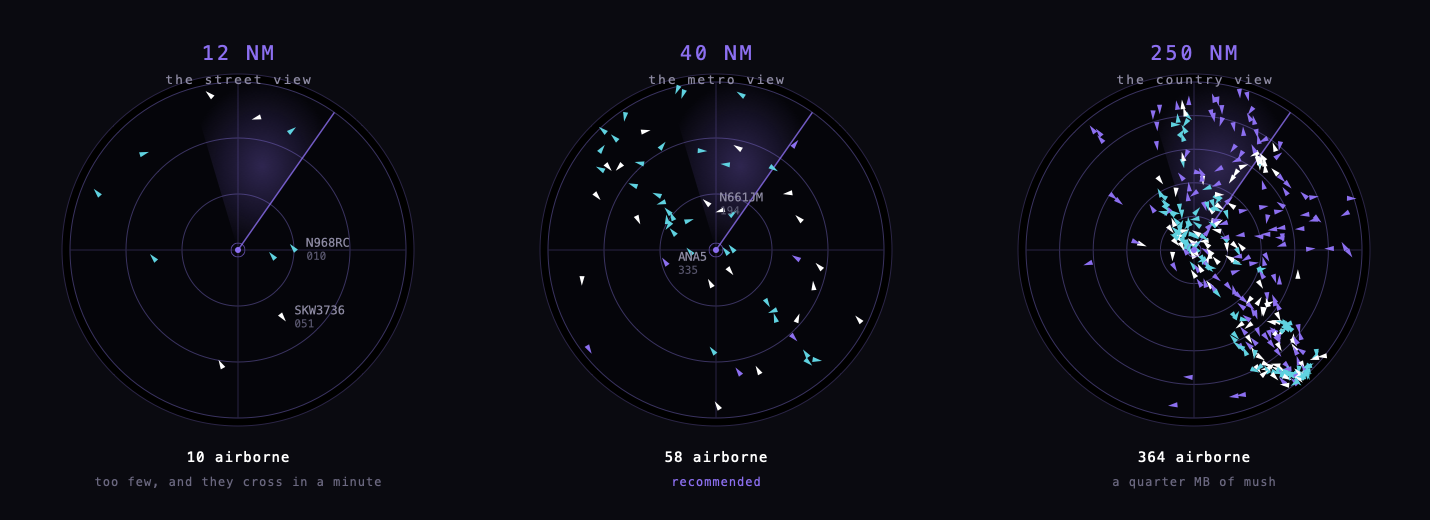 12 NM
the street view
N968RC
010
SKW3736
051
10 airborne
too few, and they cross in a minute
40 NM
the metro view
N661JM
094
ANA5
335
58 airborne
recommended
250 NM
the country view
364 airborne
a quarter MB of mush